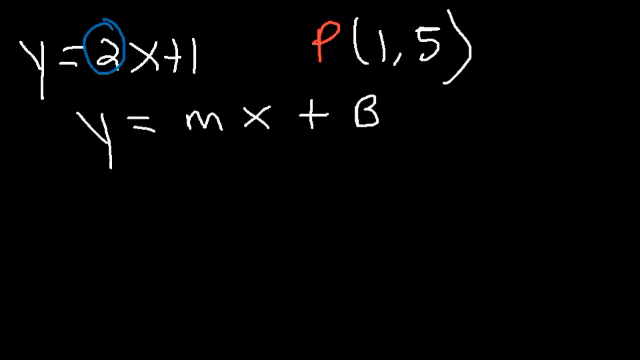 y = 2x+1 P(1, 5)
y = mx + B